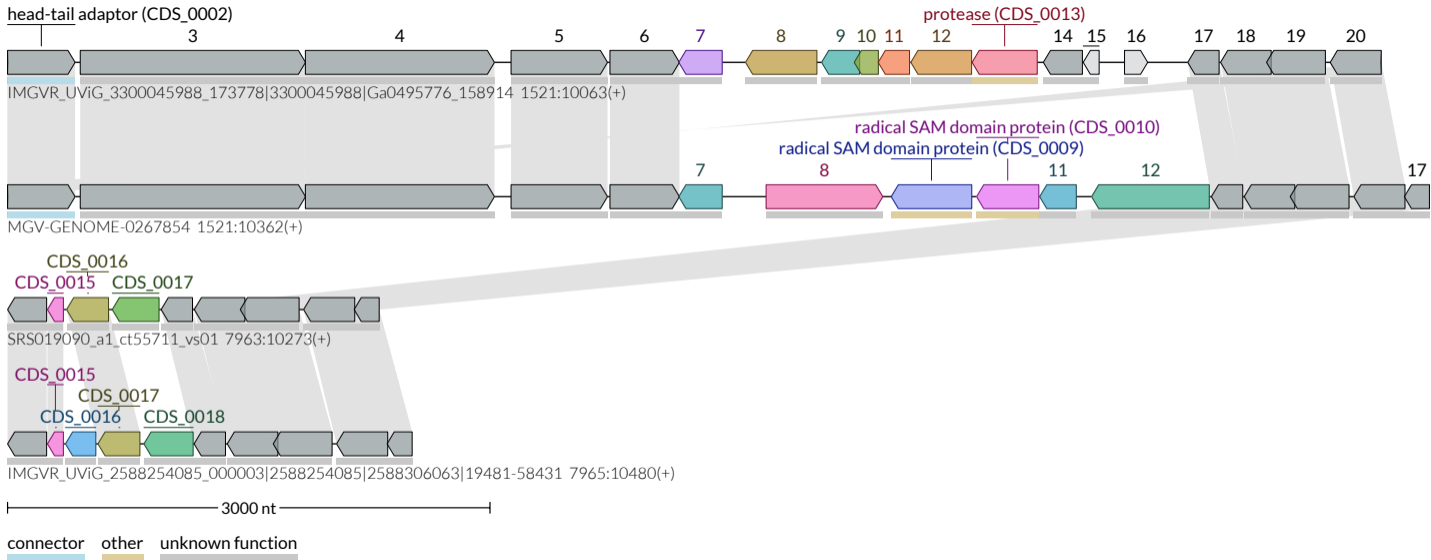 head-tail adaptor (CDS_0002)
protease (CDS_0013)
3 4 5 6 7 8 9 10 11 12 14 15 16 17 18 19 20
IMGVR_UViG_3300045988_173778|3300045988|Ga0495776_158914 1521:10063(+)
radical SAM domain protein (CDS_0010)
radical SAM domain protein (CDS_0009)
7 8 11 12 17
MGV-GENOME-0267854 1521:10362(+)
CDS_0016
CDS_0015 CDS_0017
SRS019090_a1_ct55711_vs01 7963:10273(+)
CDS_0015
CDS_0017
CDS_0016 CDS_0018
IMGVR_UViG_2588254085_000003|2588254085|2588306063|19481-58431 7965:10480(+)
3000 nt
connector other unknown function